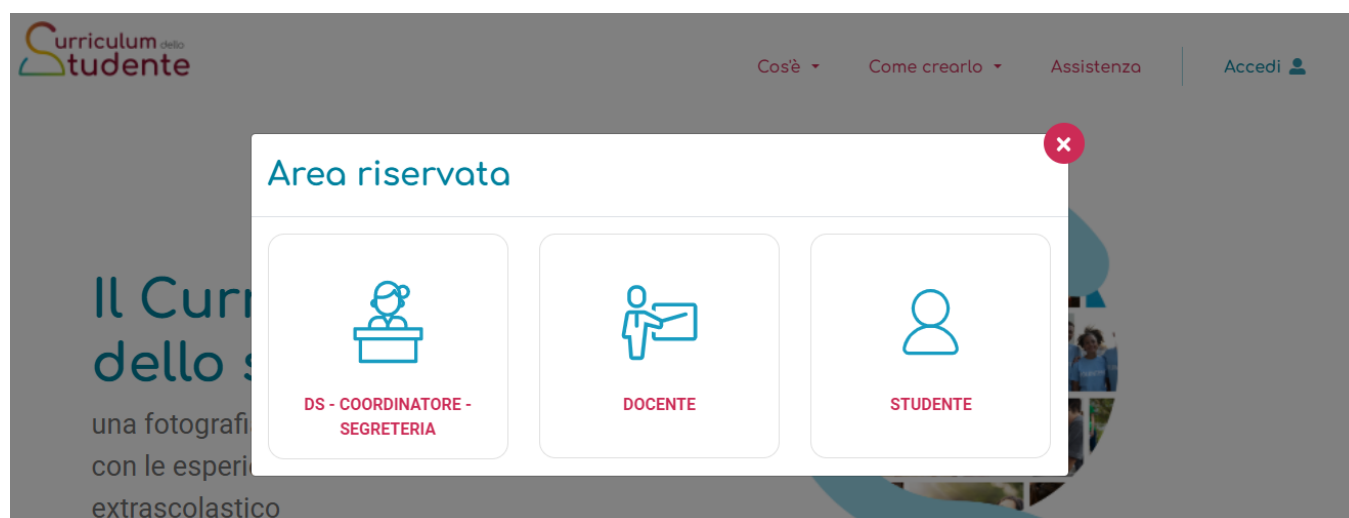 Curriculum dello
Studente
Cos'è
Come crearlo
Assistenza
Accedi
Area riservata
DS - COORDINATORE -
SEGRETERIA
DOCENTE
STUDENTE
Il Curr
dello s
una fotografi
con le esperi
extrascolastico